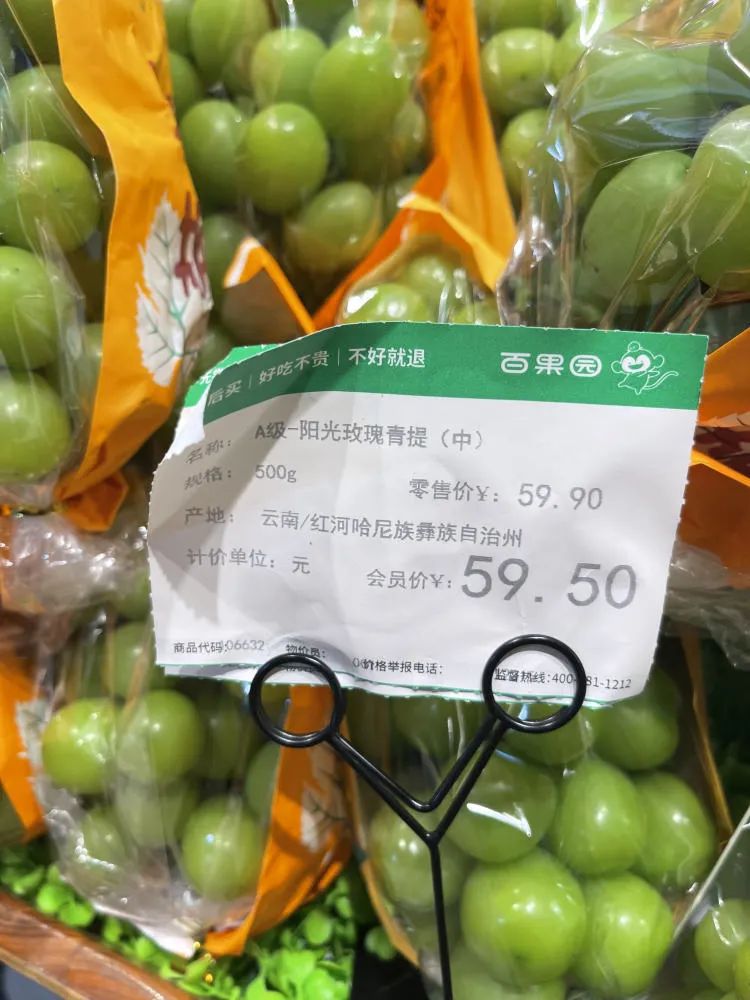 后买｜好吃不贵｜不好就退
百果园
名称： A级-阳光玫瑰青提（中）
规格： 500g
零售价¥： 59.90
产地： 云南/红河哈尼族彝族自治州
计价单位： 元
会员价¥： 59.50
商品代码:06632
物价员：
价格举报电话：
监督热线:400
81-1212